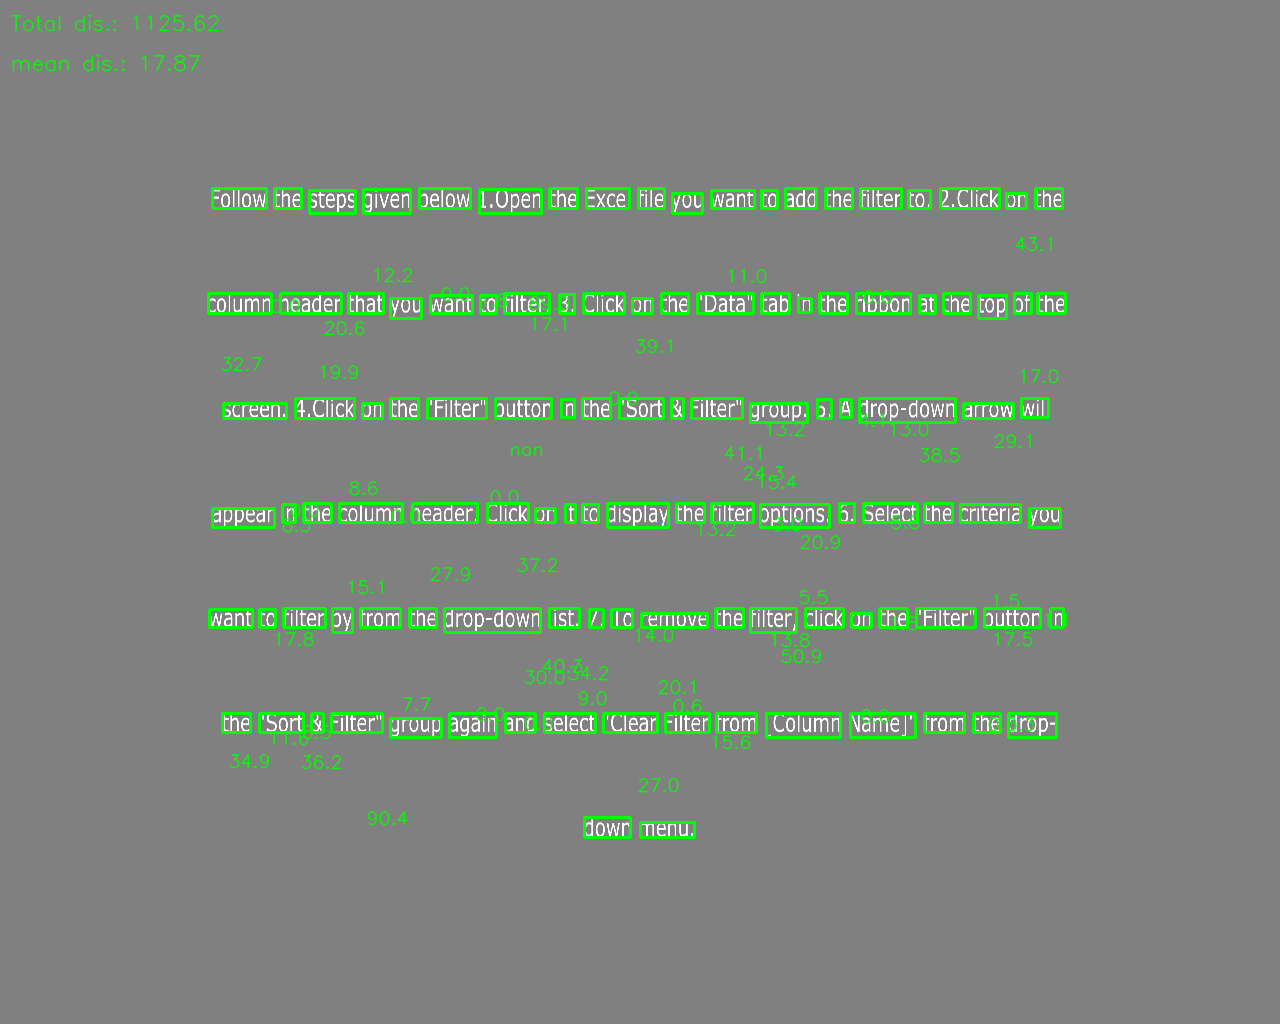 Total dis.: 1125.62
mean dis.: 17.87
Follow the steps given below 1.Open the Excel file you want to add the filter to. 2.Click on the
43.1
12.2 11.0
column header that you want to filter. 3. Click on the "Data" tab in the ribbon at the top of the
20.6 17.1
39.1
32.7 19.9 17.0
screen. 4.Click on the "Filter" button in the "Sort & Filter" group. 5. A drop-down arrow will
13.2 13.0
nan 41.1 38.5 29.1
24.3
15.4
8.6 0.0
appear in the column header. Click on it to display the filter options. 6. Select the criteria you
13.2
20.9
37.2
15.1 27.9
5.5 1.5
want to filter by from the drop-down list. 7. To remove the filter, click on the "Filter" button in
17.8 14.0 13.8 17.5
50.9
30.0 34.2
20.1
7.7 9.0 0.6
the "Sort & Filter" group again and select "Clear Filter from [Column Name]" from the drop-
11.6 15.6
34.9 36.2
27.0
90.4
down menu.